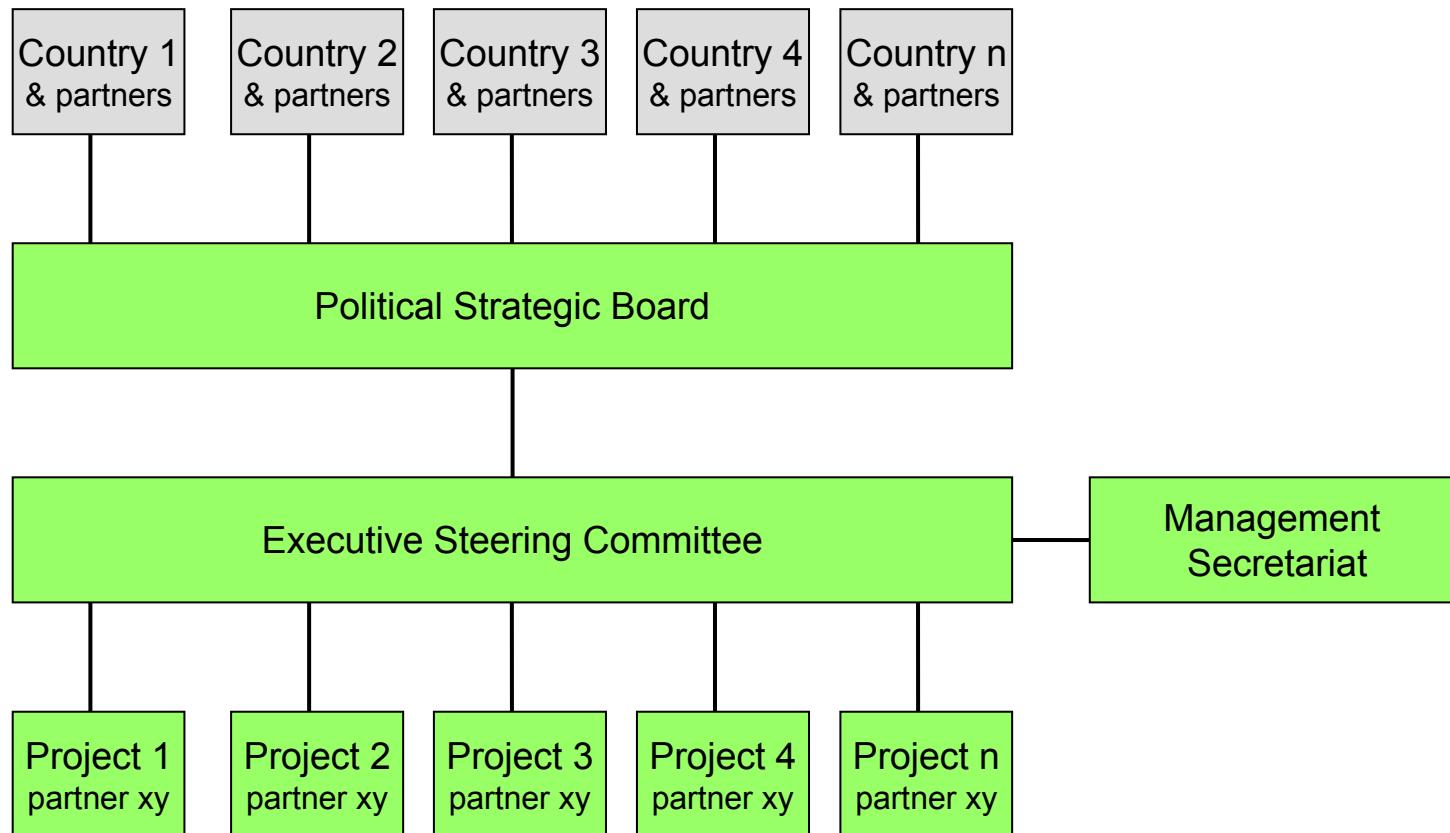 Country 1
& partners
Country 2
& partners
Country 3
& partners
Country 4
& partners
Country n
& partners
Political Strategic Board
Executive Steering Committee
Management
Secretariat
Project 1
partner xy
Project 2
partner xy
Project 3
partner xy
Project 4
partner xy
Project n
partner xy